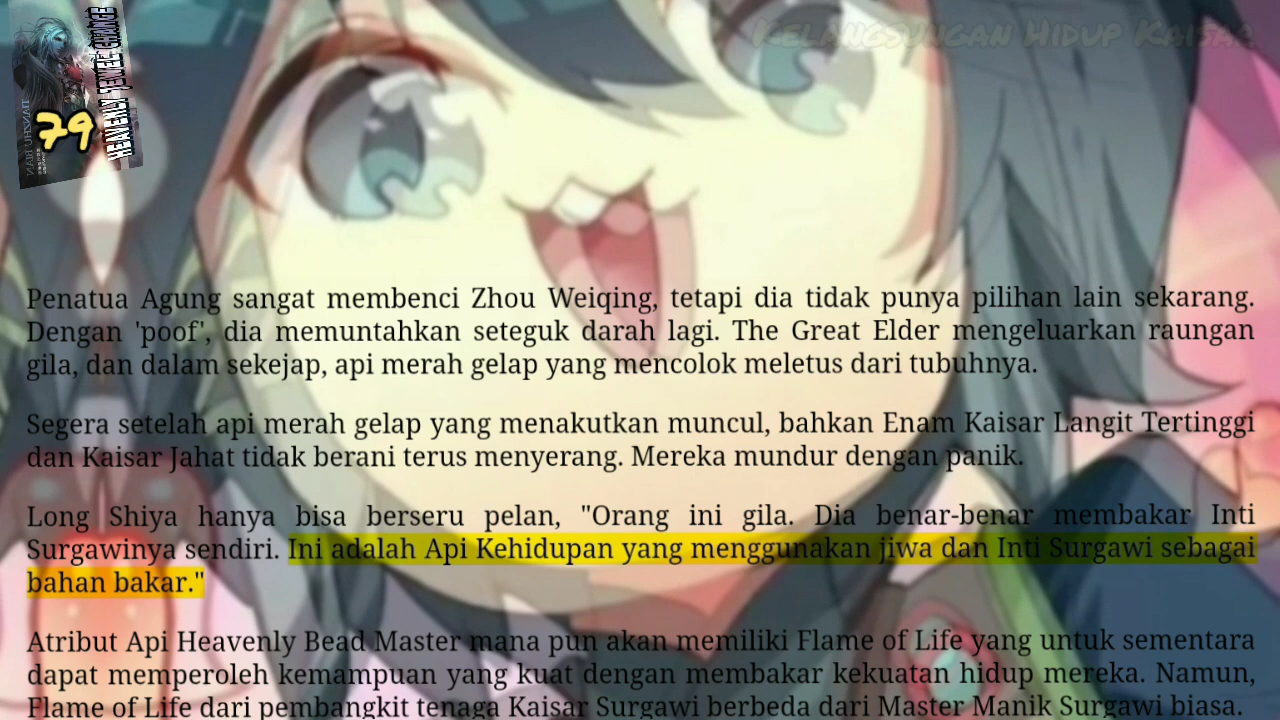 Kelangsungan Hidup Kaisar
HEAVENLY JEWEL CHANGE
79
Penatua Agung sangat membenci Zhou Weiqing, tetapi dia tidak punya pilihan lain sekarang.
Dengan 'poof', dia memuntahkan seteguk darah lagi. The Great Elder mengeluarkan raungan
gila, dan dalam sekejap, api merah gelap yang mencolok meletus dari tubuhnya.
Segera setelah api merah gelap yang menakutkan muncul, bahkan Enam Kaisar Langit Tertinggi
dan Kaisar Jahat tidak berani terus menyerang. Mereka mundur dengan panik.
Long Shiya hanya bisa berseru pelan, "Orang ini gila. Dia benar-benar membakar Inti
Surgawinya sendiri. Ini adalah Api Kehidupan yang menggunakan jiwa dan Inti Surgawi sebagai
bahan bakar."
Atribut Api Heavenly Bead Master mana pun akan memiliki Flame of Life yang untuk sementara
dapat memperoleh kemampuan yang kuat dengan membakar kekuatan hidup mereka. Namun,
Flame of Life dari pembangkit tenaga Kaisar Surgawi berbeda dari Master Manik Surgawi biasa.